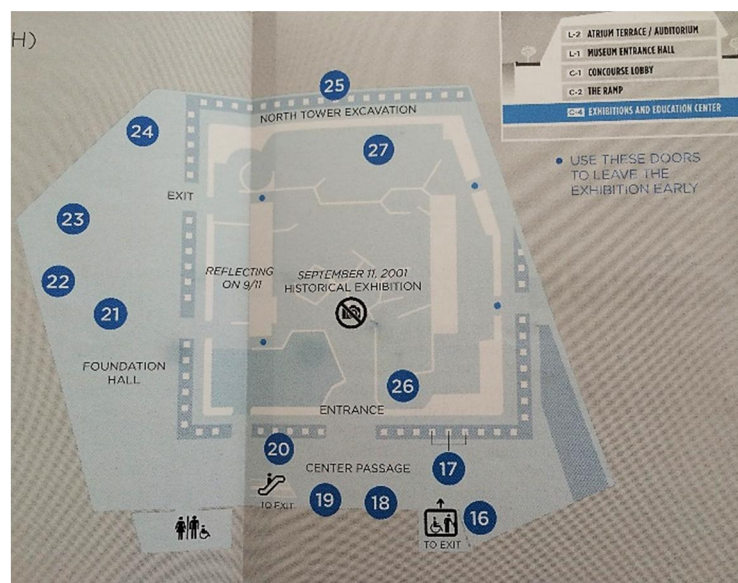 H)
L-2 ATRIUM TERRACE / AUDITORIUM
L-1 MUSEUM ENTRANCE HALL
C-1 CONCOURSE LOBBY
C-2 THE RAMP
C-4 EXHIBITIONS AND EDUCATION CENTER
• USE THESE DOORS
TO LEAVE THE
EXHIBITION EARLY
25
NORTH TOWER EXCAVATION
24
27
EXIT
23
REFLECTING
ON 9/11
SEPTEMBER 11, 2001
HISTORICAL EXHIBITION
22
21
FOUNDATION
HALL
26
ENTRANCE
20
CENTER PASSAGE
17
TO EXIT
19
18
16
TO EXIT